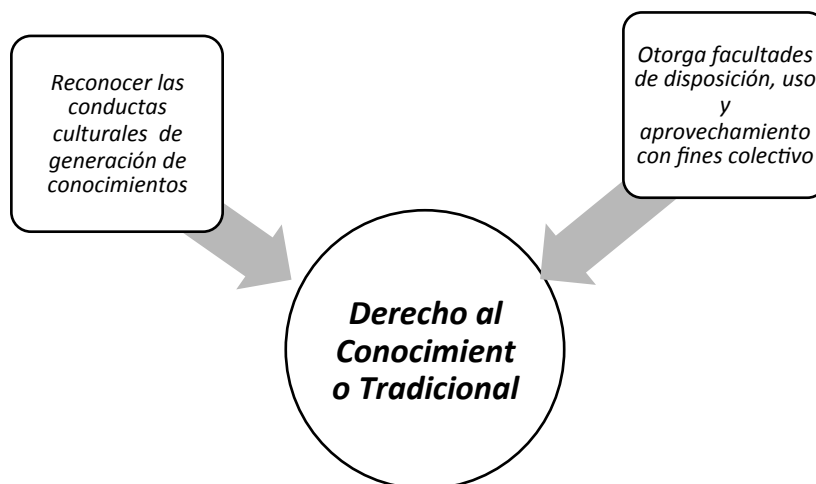 Reconocer las
conductas
culturales de
generación de
conocimientos
Otorga facultades
de disposición, uso
y
aprovechamiento
con fines colectivo
Derecho al
Conocimient
o Tradicional